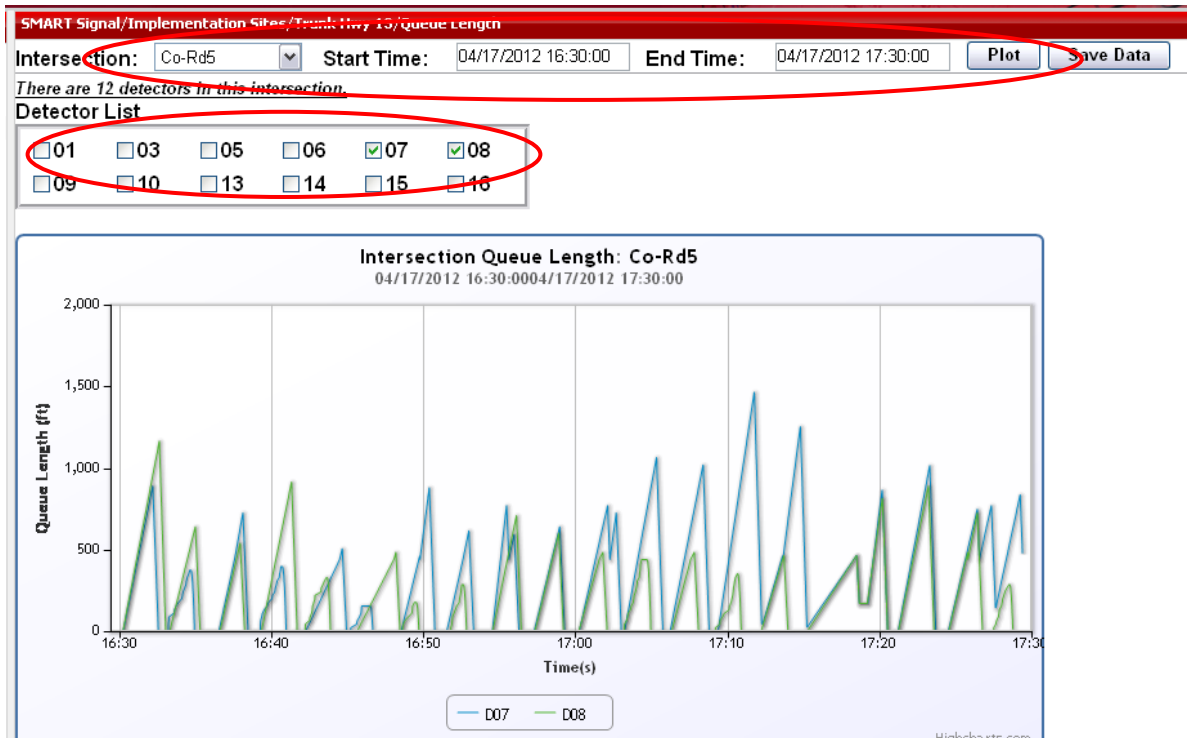 SMART Signal/Implementation Sites/Trunk Hwy 13/Queue Length
Intersection: Co-Rd5 Start Time: 04/17/2012 16:30:00 End Time: 04/17/2012 17:30:00 Plot Save Data
There are 12 detectors in this intersection.
Detector List
01 03 05 06 07 08
09 10 13 14 15 16
Intersection Queue Length: Co-Rd5
04/17/2012 16:30:0004/17/2012 17:30:00
2,000
1,500
1,000
500
0
Queue Length (ft)
16:30 16:40 16:50 17:00 17:10 17:20 17:30
Time(s)
D07 D08
Highcharts.com